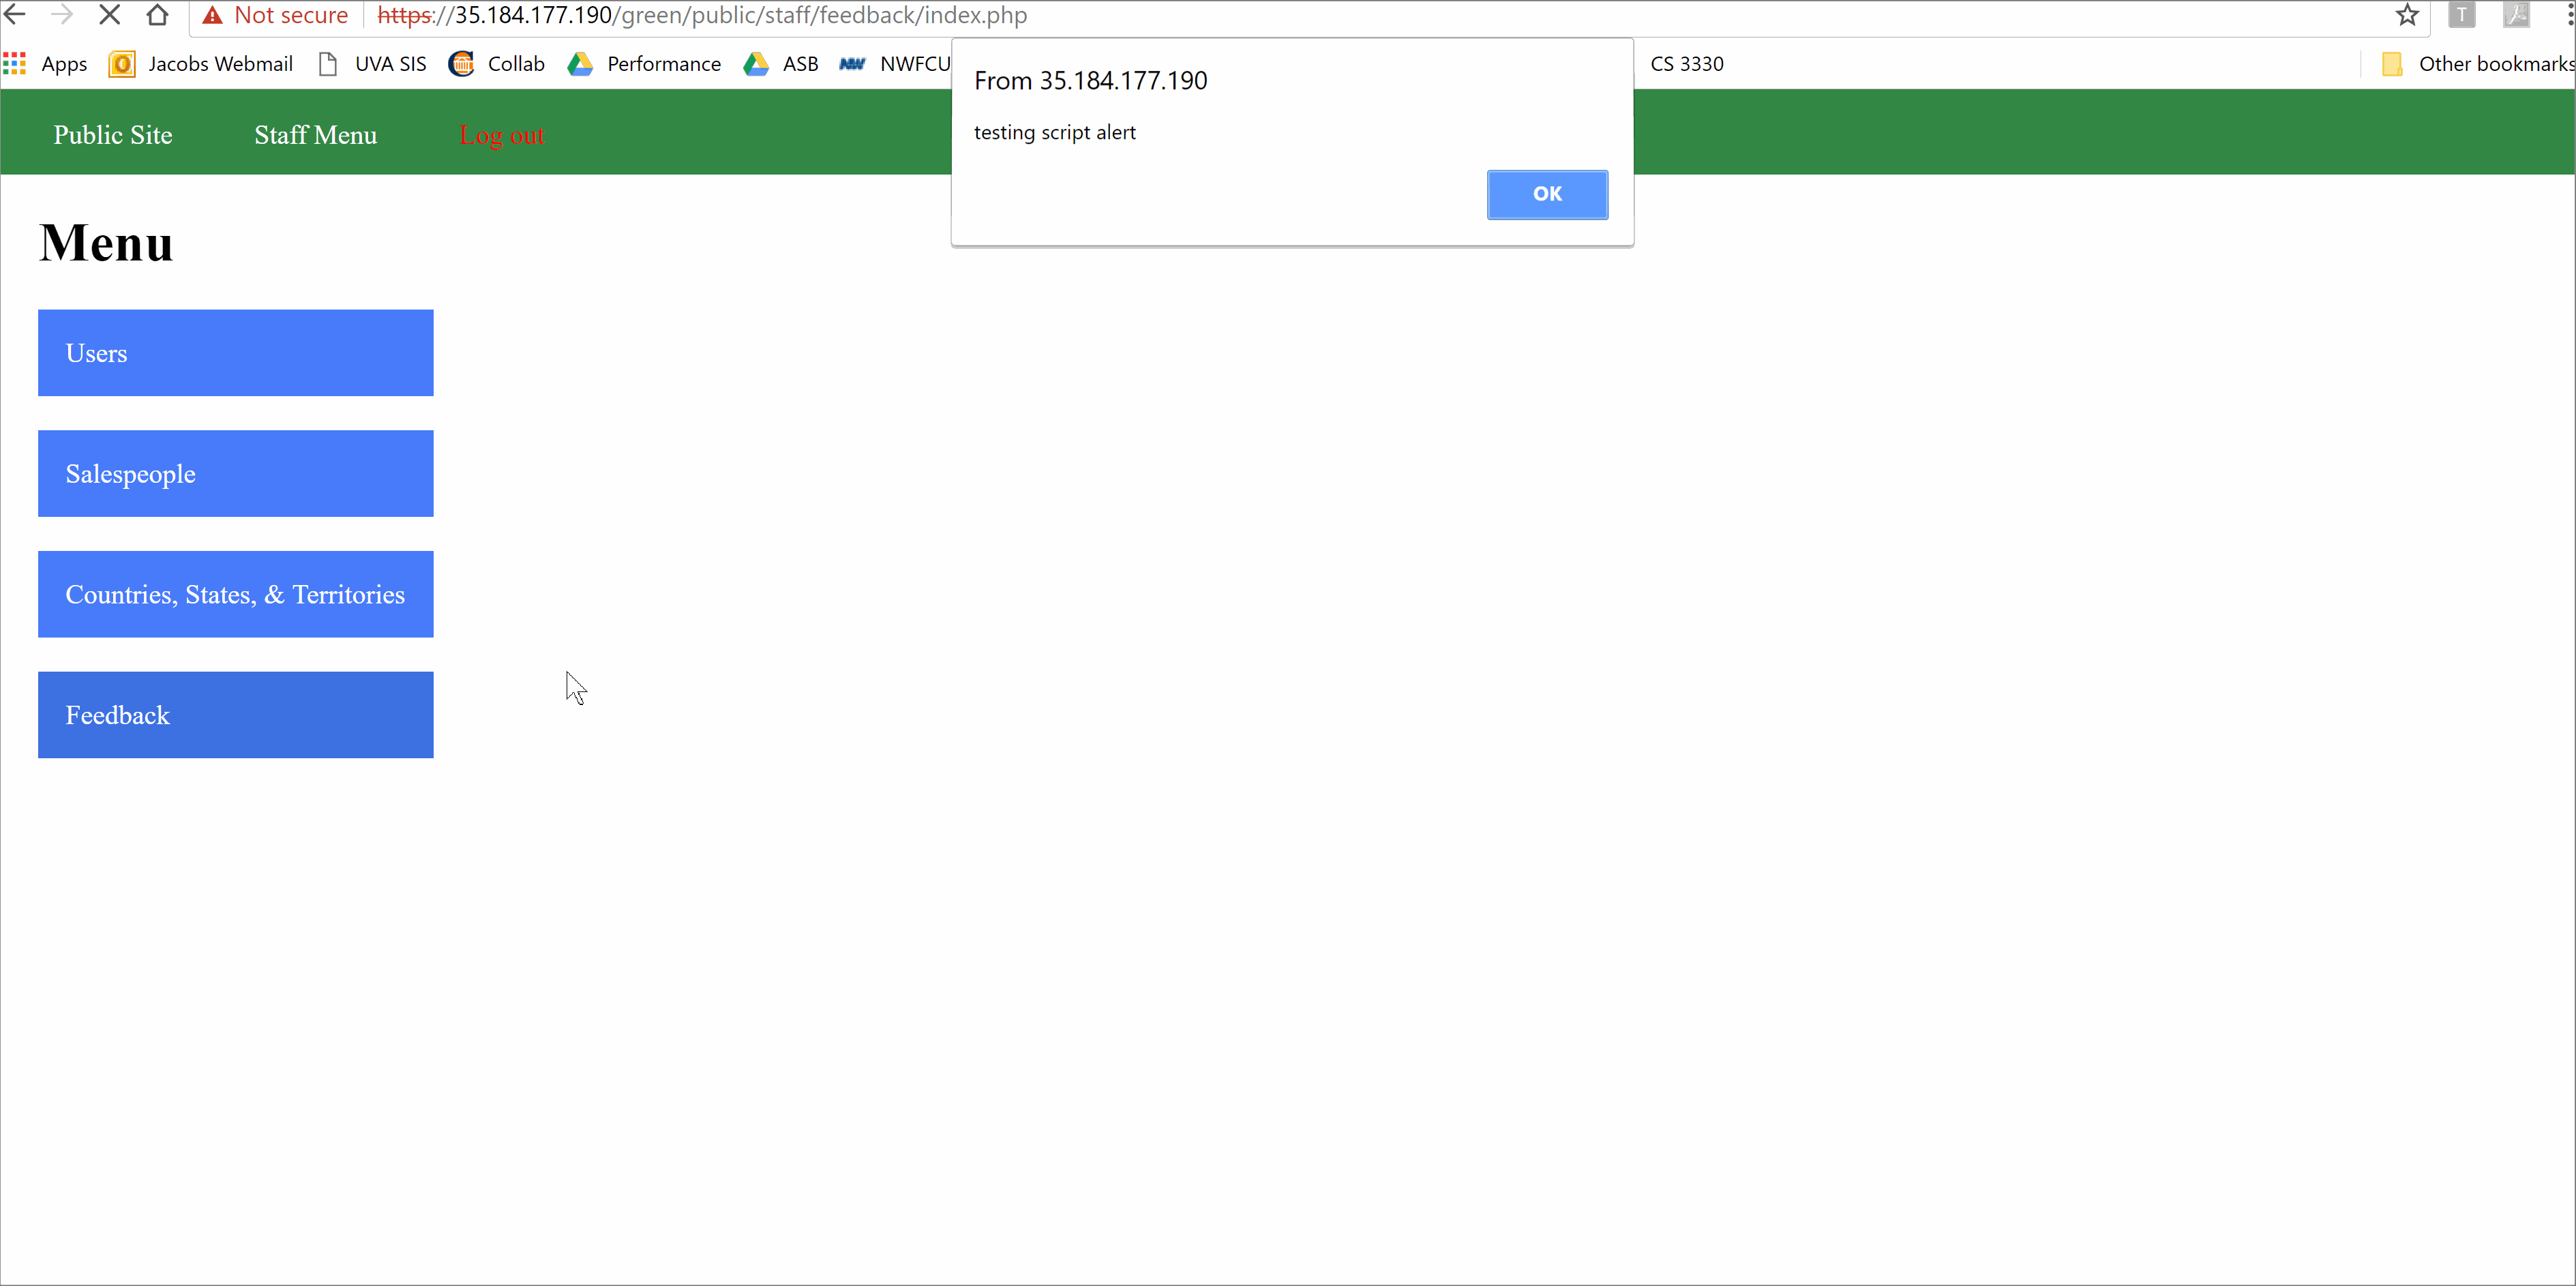 Not secure https://35.184.177.190/green/public/staff/feedback/index.php T
Apps Jacobs Webmail UVA SIS Collab Performance ASB NW NWFCU CS 3330 Other bookmarks
From 35.184.177.190
testing script alert
OK
Public Site Staff Menu Log out
Menu
Users
Salespeople
Countries, States, & Territories
Feedback